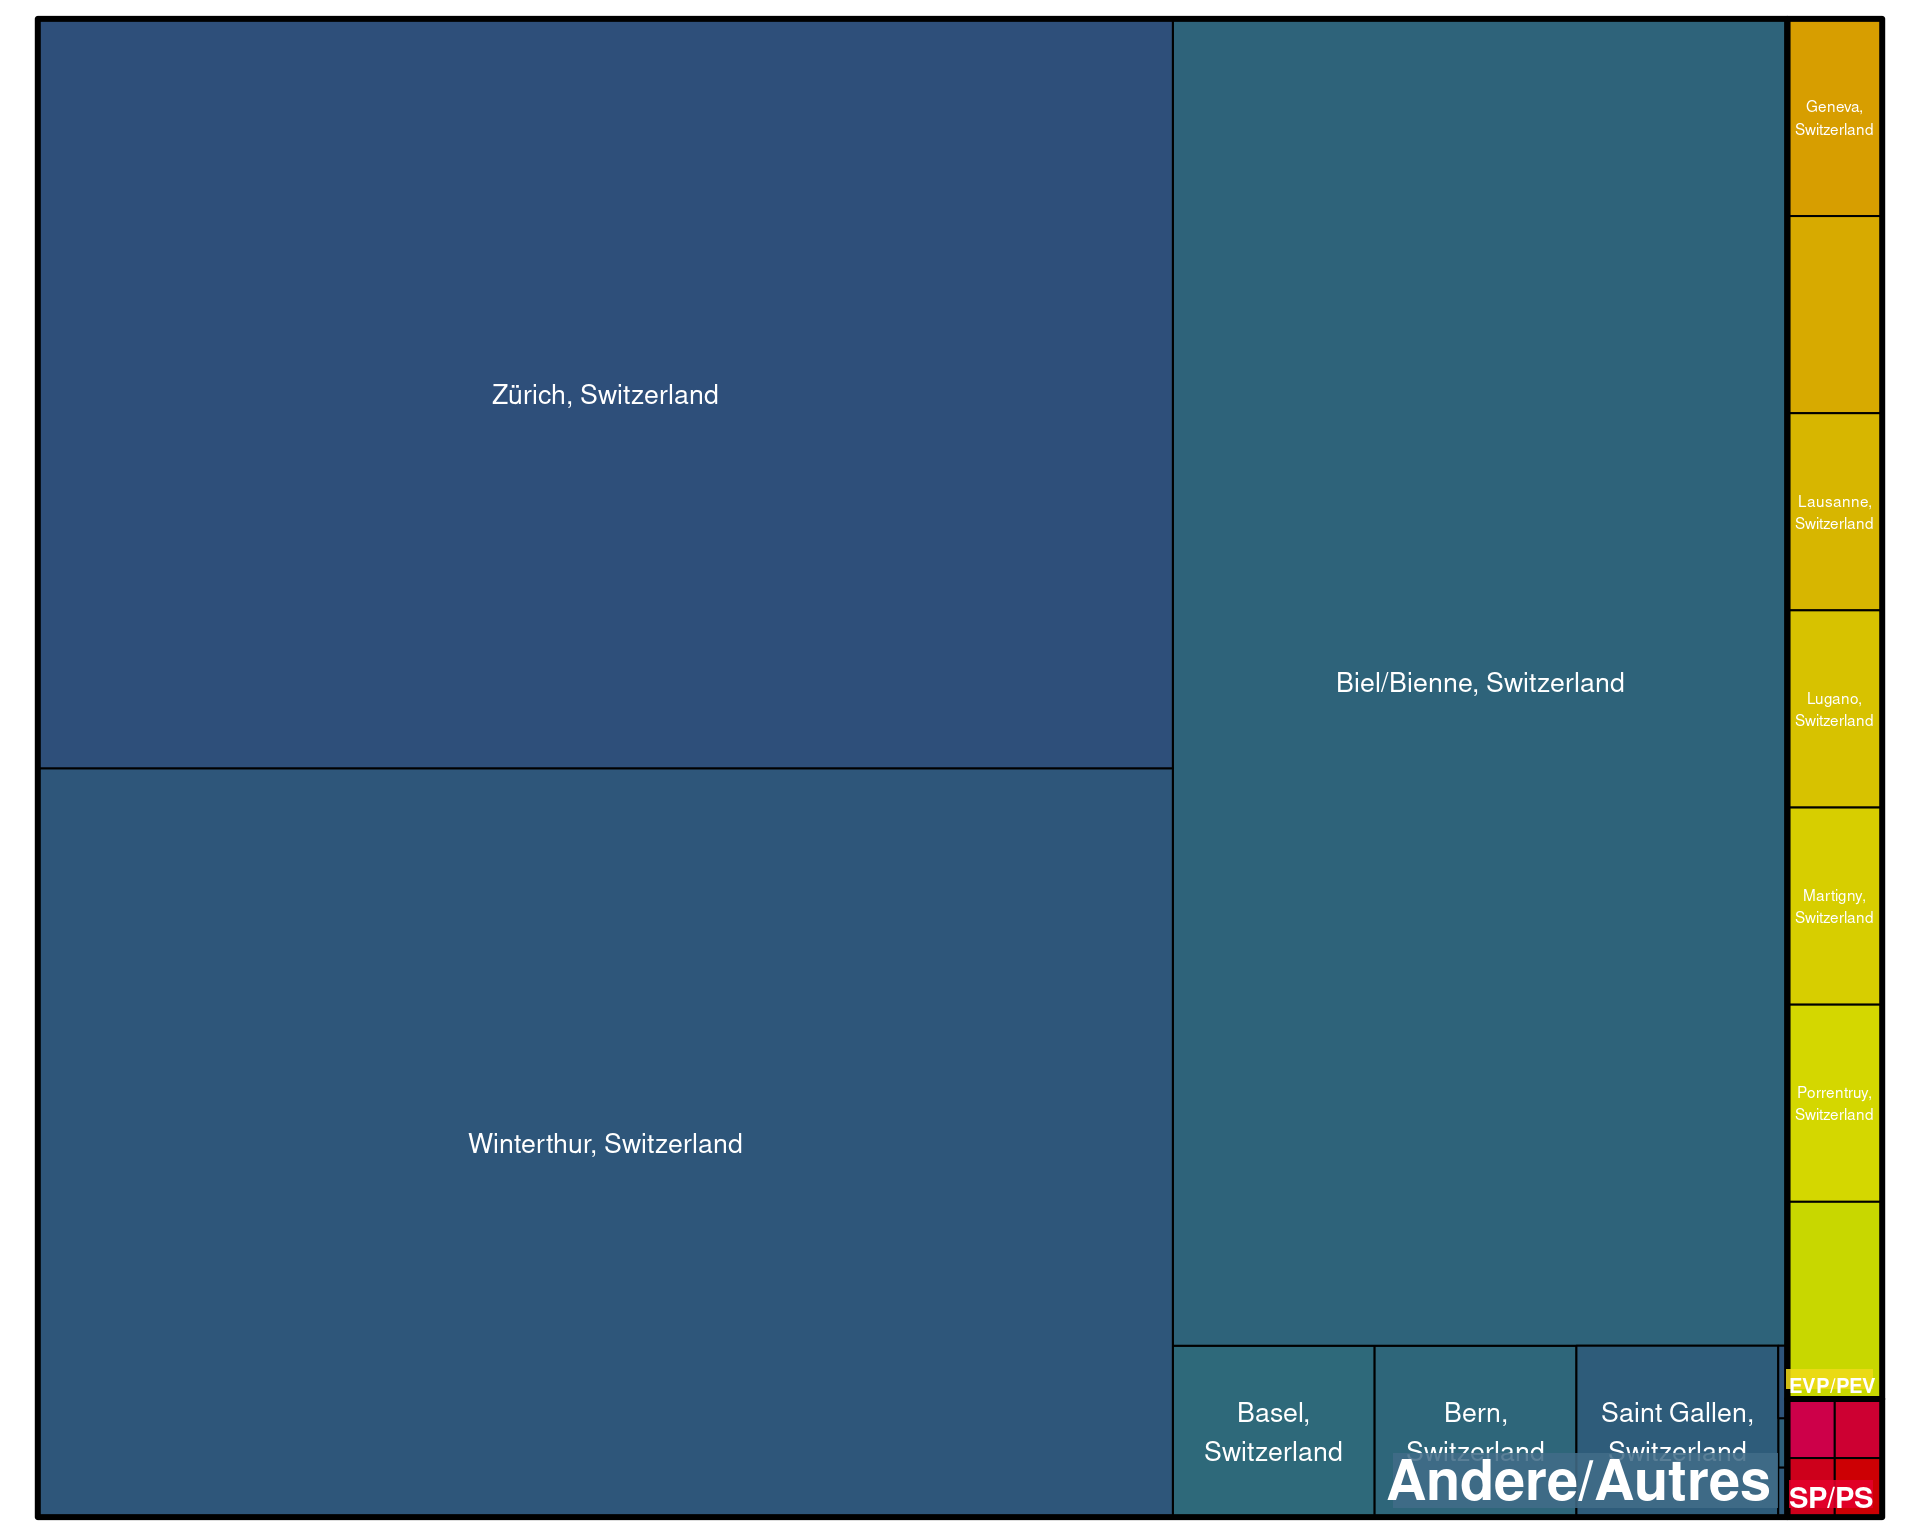 Zürich, Switzerland
Winterthur, Switzerland
Biel/Bienne, Switzerland
Basel,
Switzerland
Bern,
Switzerland
Saint Gallen,
Switzerland
Andere/Autres
Geneva,
Switzerland
Lausanne,
Switzerland
Lugano,
Switzerland
Martigny,
Switzerland
Porrentruy,
Switzerland
EVP/PEV
SP/PS